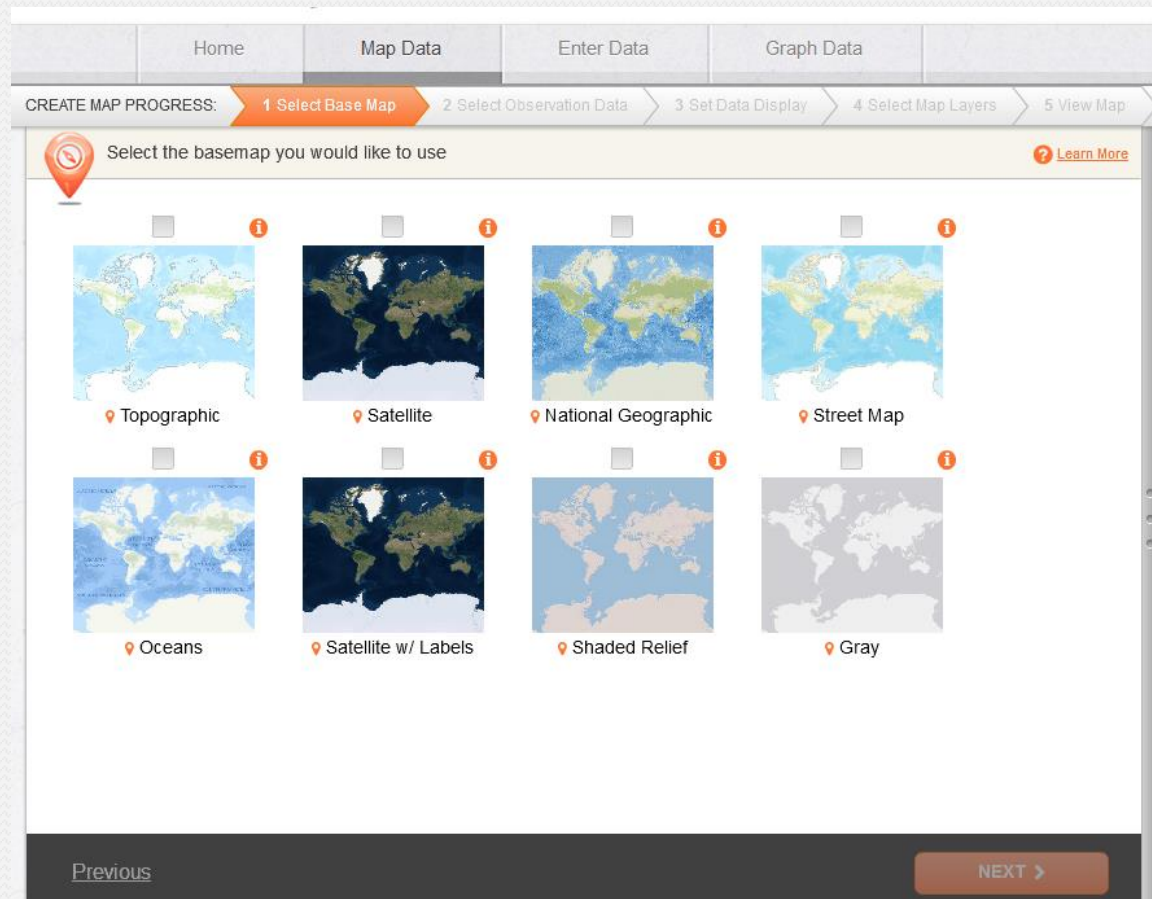 Home Map Data Enter Data Graph Data
CREATE MAP PROGRESS: 1 Select Base Map 2 Select Observation Data 3 Set Data Display 4 Select Map Layers 5 View Map
Select the basemap you would like to use ? Learn More
Topographic Satellite National Geographic Street Map
Oceans Satellite w/ Labels Shaded Relief Gray
Previous NEXT